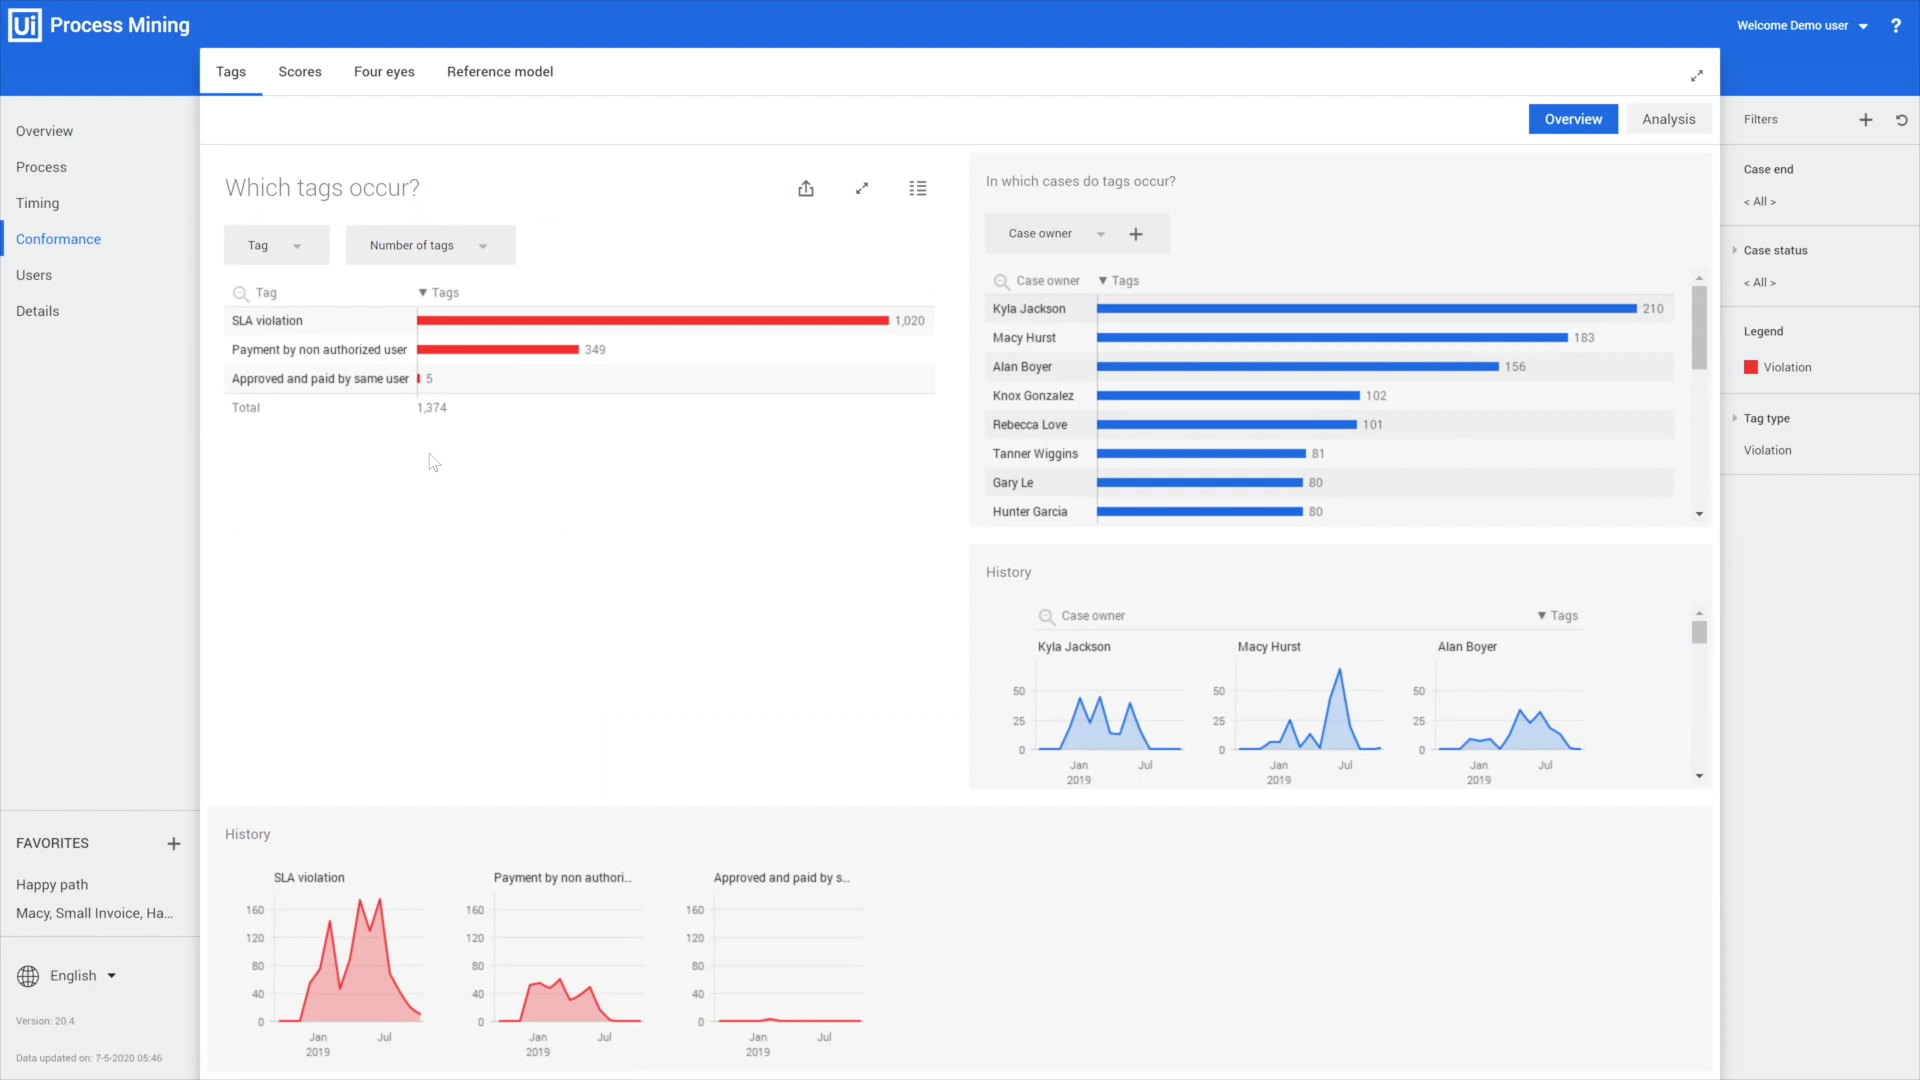 Ui Process Mining
Welcome Demo user
?
Tags Scores Four eyes Reference model
Overview Analysis
Overview
Process
Timing
Conformance
Users
Details
FAVORITES
Happy path
Macy, Small Invoice, Ha...
English
Version: 20.4
Data updated on: 7-5-2020 05:46
Which tags occur?
Tag Number of tags
Tag Tags
SLA violation 1,020
Payment by non authorized user 349
Approved and paid by same user 5
Total 1,374
In which cases do tags occur?
Case owner
Case owner Tags
Kyla Jackson 210
Macy Hurst 183
Alan Boyer 156
Knox Gonzalez 102
Rebecca Love 101
Tanner Wiggins 81
Gary Le 80
Hunter Garcia 80
History
Case owner Tags
Kyla Jackson Macy Hurst Alan Boyer
50 50 50
25 25 25
0 0 0
Jan Jul Jan Jul Jan Jul
2019 2019 2019
History
SLA violation Payment by non authori... Approved and paid by s...
160 160 160
120 120 120
80 80 80
40 40 40
0 0 0
Jan Jul Jan Jul Jan Jul
2019 2019 2019
Filters
Case end
< All >
Case status
< All >
Legend
Violation
Tag type
Violation